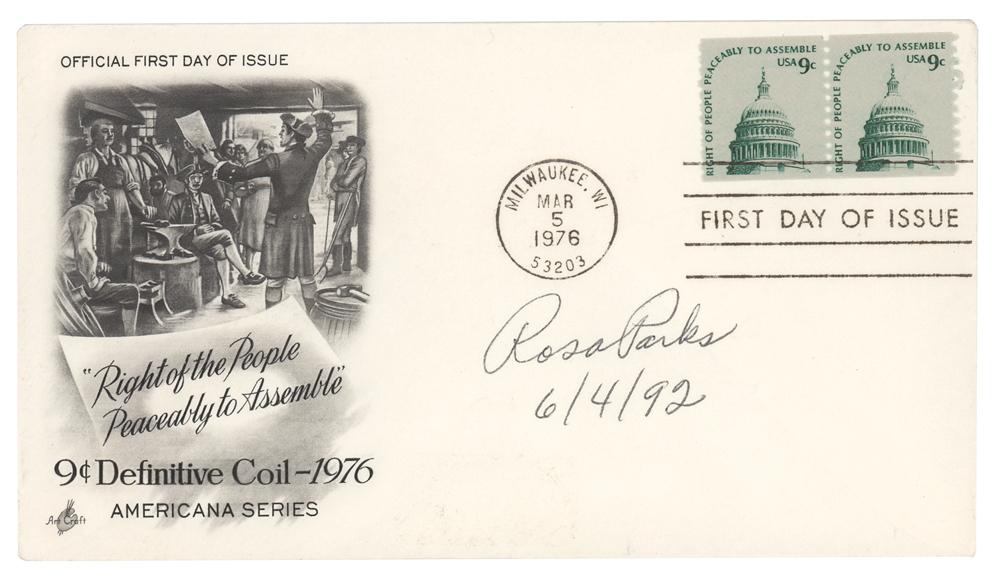 OFFICIAL FIRST DAY OF ISSUE
"Right of the People
Peaceably to Assemble"
9¢ Definitive Coil–1976
AMERICANA SERIES
Art Craft
RIGHT OF PEOPLE PEACEABLY TO ASSEMBLE
USA 9c
RIGHT OF PEOPLE PEACEABLY TO ASSEMBLE
USA 9c
MILWAUKEE, WI
MAR
5
1976
53203
FIRST DAY OF ISSUE
Rosa Parks
6/4/92